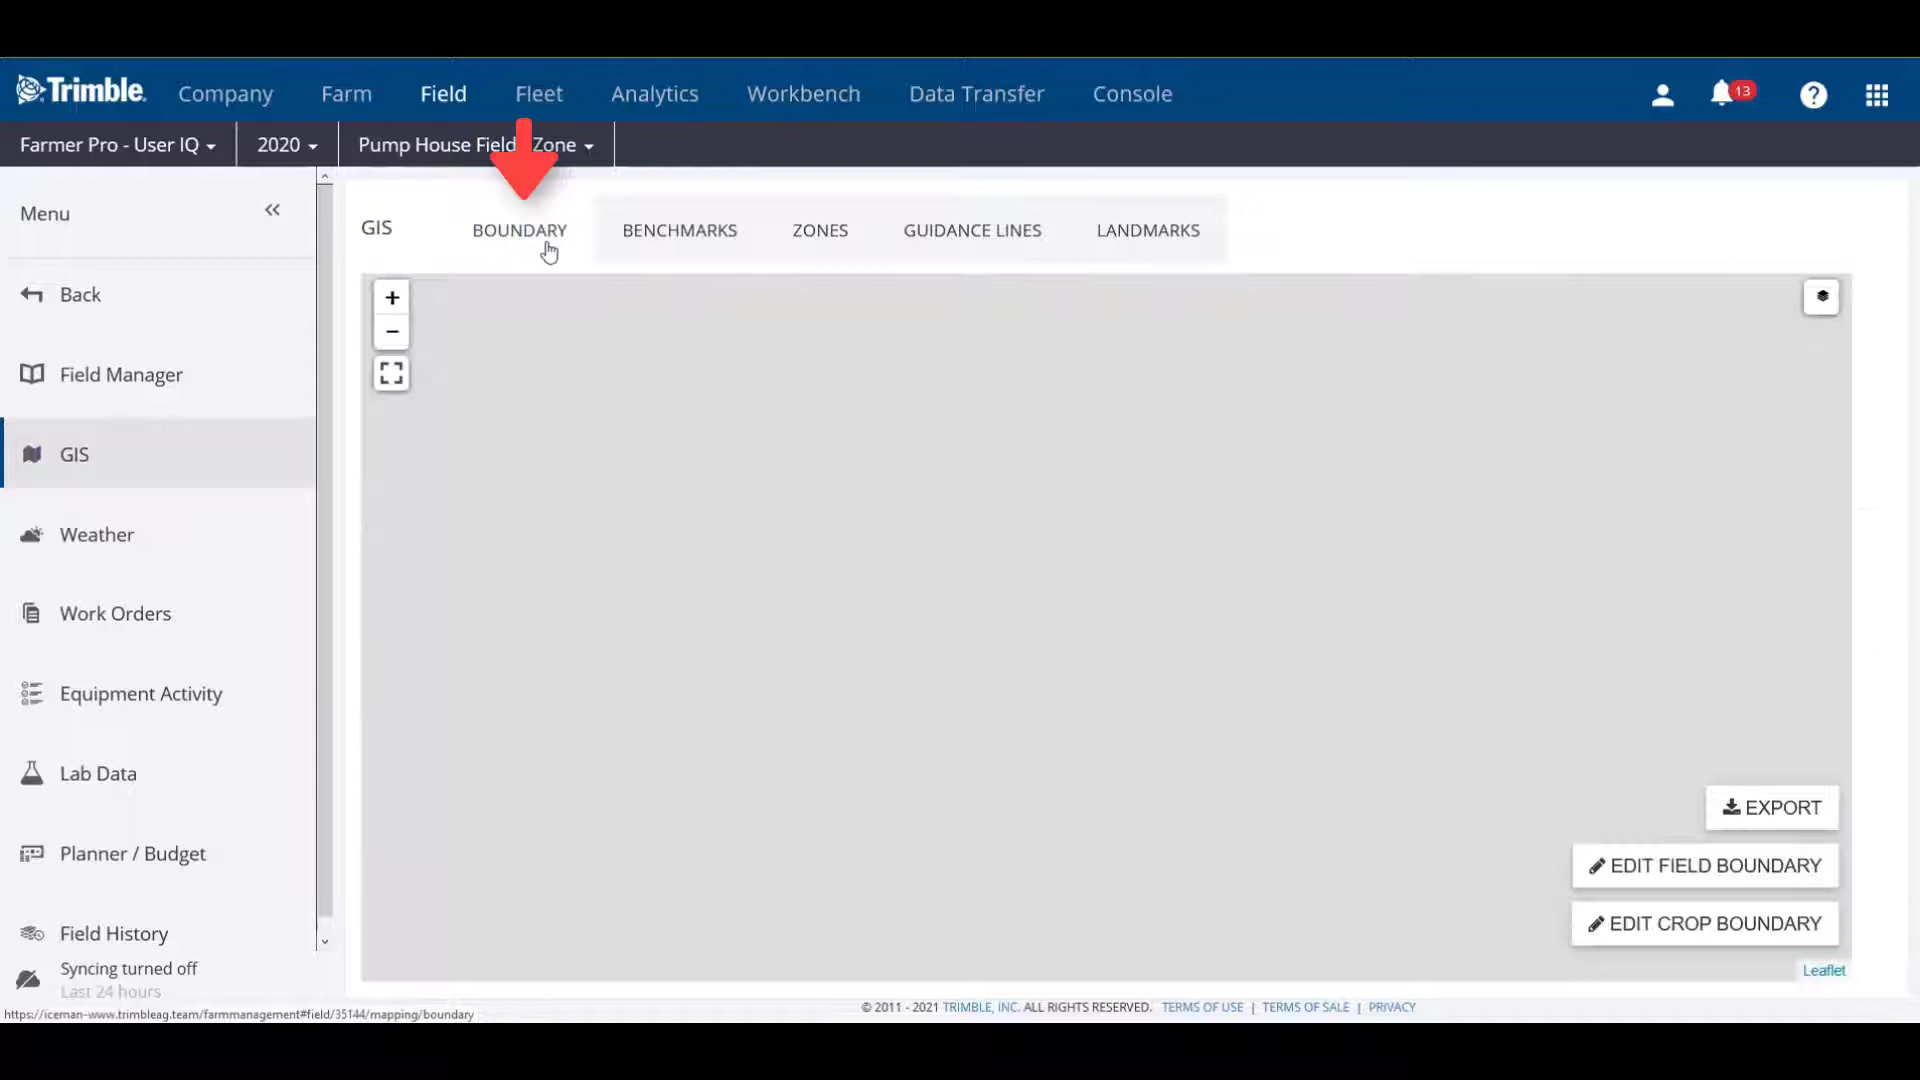 Trimble. Company Farm Field Fleet Analytics Workbench Data Transfer Console 13 ?
Farmer Pro - User IQ 2020 Pump House Field Zone
Menu
GIS BOUNDARY BENCHMARKS ZONES GUIDANCE LINES LANDMARKS
+
−
Back
Field Manager
GIS
Weather
Work Orders
Equipment Activity
Lab Data
Planner / Budget
Field History
Syncing turned off
Last 24 hours
EXPORT
EDIT FIELD BOUNDARY
EDIT CROP BOUNDARY
Leaflet
© 2011 - 2021 TRIMBLE, INC. ALL RIGHTS RESERVED. TERMS OF USE | TERMS OF SALE | PRIVACY
https://iceman-www.trimbleag.team/farmmanagement#field/35144/mapping/boundary